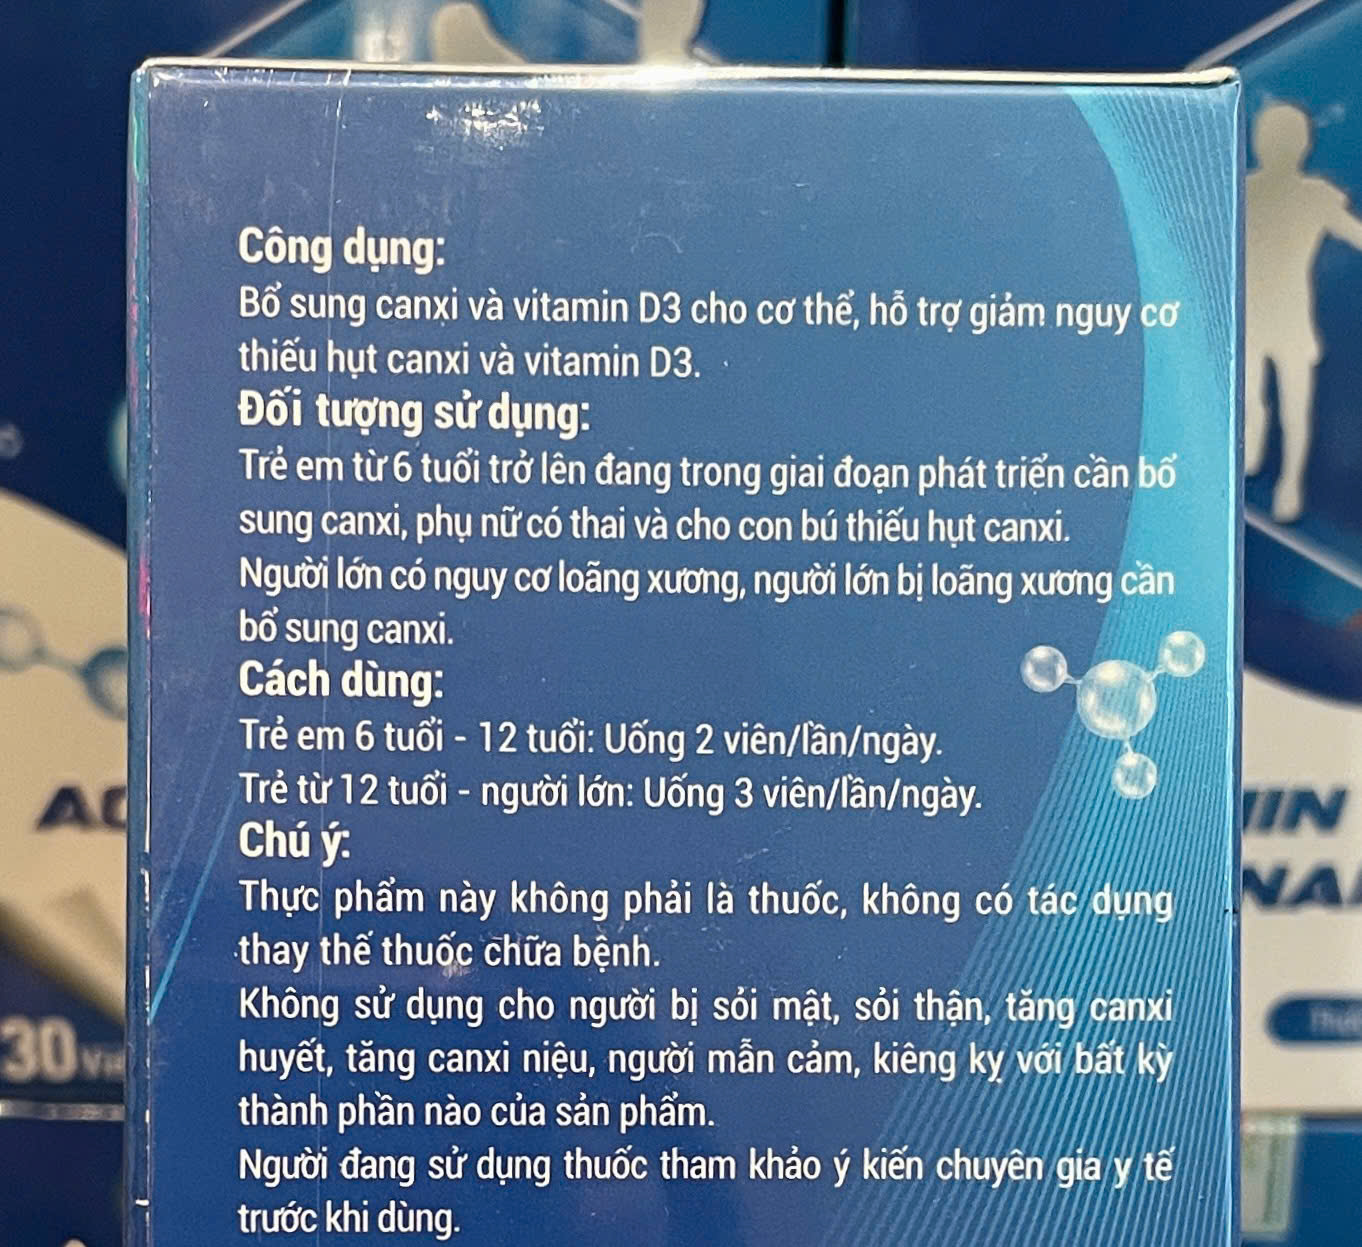 Công dụng:
Bổ sung canxi và vitamin D3 cho cơ thể, hỗ trợ giảm nguy cơ
thiếu hụt canxi và vitamin D3.
Đối tượng sử dụng:
Trẻ em từ 6 tuổi trở lên đang trong giai đoạn phát triển cần bổ
sung canxi, phụ nữ có thai và cho con bú thiếu hụt canxi.
Người lớn có nguy cơ loãng xương, người lớn bị loãng xương cần
bổ sung canxi.
Cách dùng:
Trẻ em 6 tuổi - 12 tuổi: Uống 2 viên/lần/ngày.
Trẻ từ 12 tuổi - người lớn: Uống 3 viên/lần/ngày.
Chú ý:
Thực phẩm này không phải là thuốc, không có tác dụng
thay thế thuốc chữa bệnh.
Không sử dụng cho người bị sỏi mật, sỏi thận, tăng canxi
huyết, tăng canxi niệu, người mẫn cảm, kiêng kỵ với bất kỳ
thành phần nào của sản phẩm.
Người đang sử dụng thuốc tham khảo ý kiến chuyên gia y tế
trước khi dùng.
30